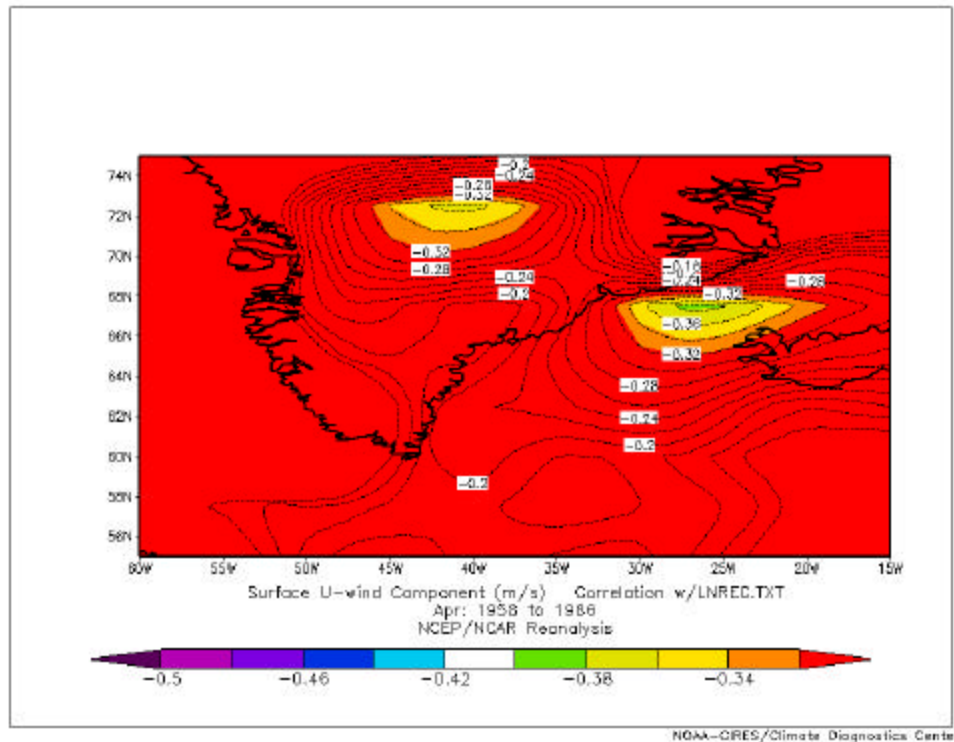 -0.2
-0.24
74N
-0.28
-0.32
72N
-0.32
70N
-0.28
-0.24
-0.16
-0.28
68N
-0.2
-0.32
-0.36
66N
-0.32
64N
-0.28
62N
-0.24
-0.2
60N
-0.2
58N
56N
60W 55W 50W 45W 40W 35W 30W 25W 20W 15W
Surface U-wind Component (m/s) Correlation w/LNREC.TXT
Apr: 1958 to 1986
NCEP/NCAR Reanalysis
-0.5 -0.46 -0.42 -0.38 -0.34
NOAA-CIRES/Climate Diagnostics Cente